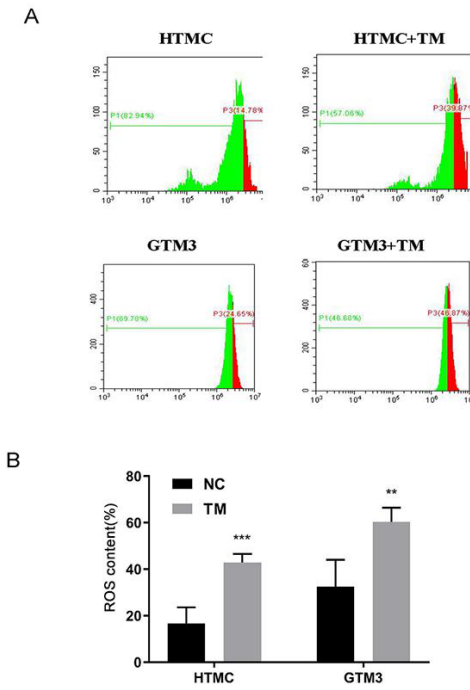 A
HTMC
HTMC+TM
150
100
50
0
P1(82.94%)
P3(14.78%)
10³ 10⁴ 10⁵ 10⁶
150
100
50
0
P1(57.06%)
P3(39.87%)
10³ 10⁴ 10⁵ 10⁶
GTM3
GTM3+TM
400
200
0
P1(69.70%)
P3(24.65%)
10³ 10⁴ 10⁵ 10⁶ 10⁷
600
400
200
0
P1(46.68%)
P3(46.87%)
10³ 10⁴ 10⁵ 10⁶ 10⁷
B
ROS content(%)
80
60
40
20
0
NC
TM
***
**
HTMC
GTM3